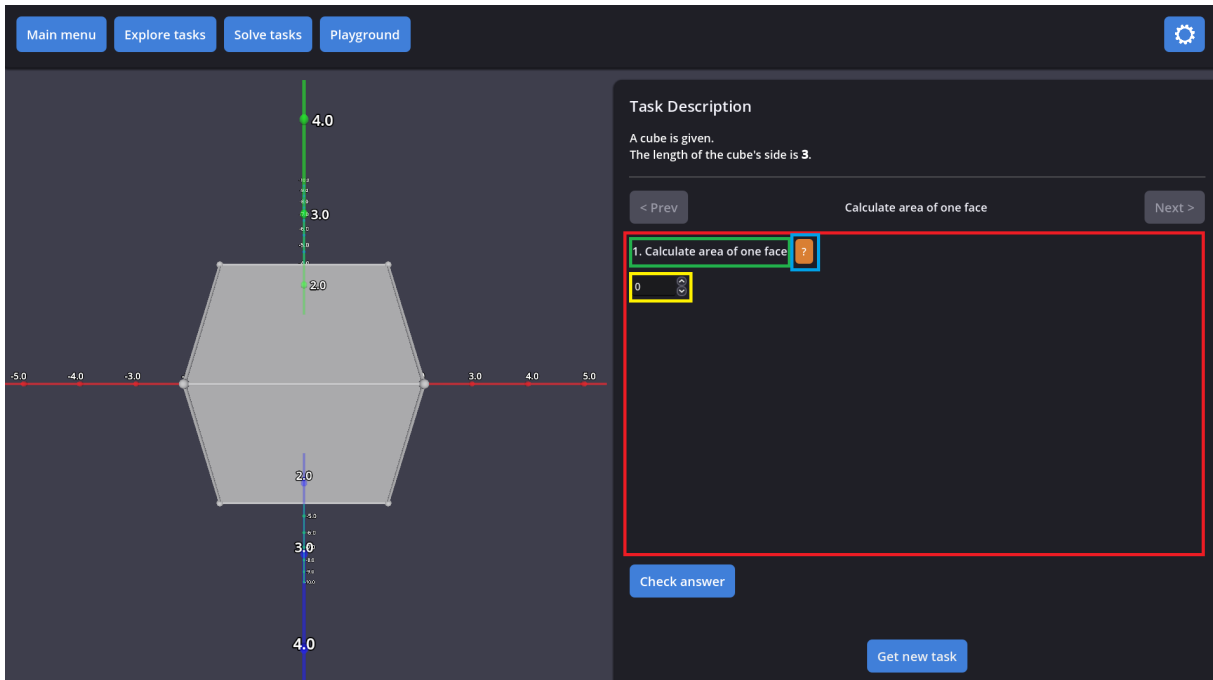 Main menu
Explore tasks
Solve tasks
Playground
4.0
3.0
2.0
-5.0
-4.0
-3.0
3.0
4.0
5.0
2.0
-5.0
3.0
4.0
Task Description
A cube is given.
The length of the cube's side is 3.
< Prev
Calculate area of one face
Next >
1. Calculate area of one face
?
0
Check answer
Get new task